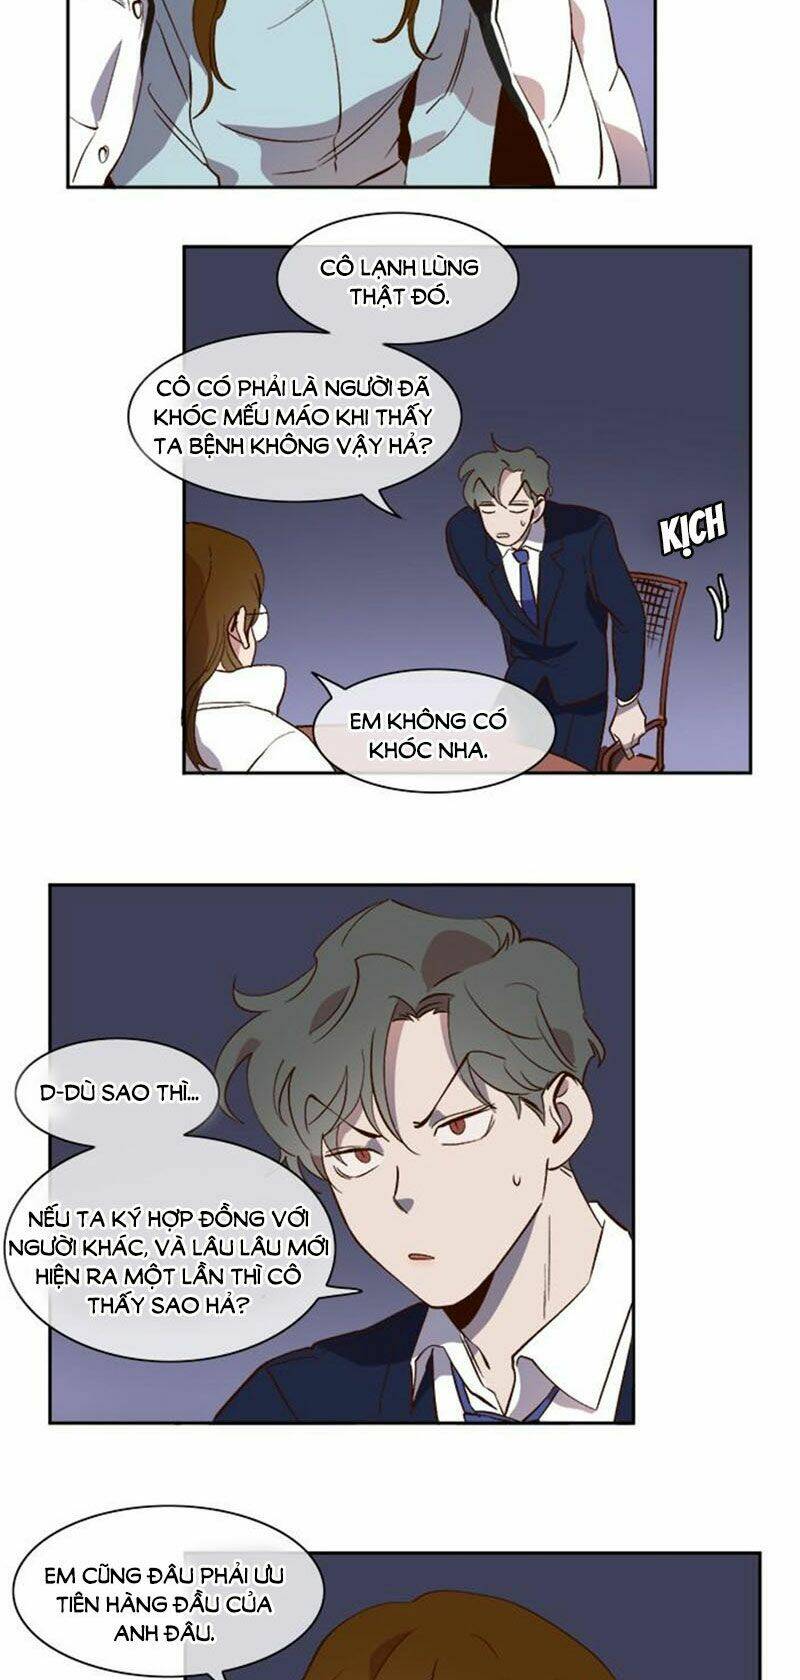 CÔ LẠNH LÙNG
THẬT ĐÓ.
CÔ CÓ PHẢI LÀ NGƯỜI ĐÃ
KHÓC MẾU MÁO KHI THẤY
TA BỆNH KHÔNG VẬY HẢ?
KỊCH
EM KHÔNG CÓ
KHÓC NHA.
D-DÙ SAO THÌ...
NẾU TA KÝ HỢP ĐỒNG VỚI
NGƯỜI KHÁC, VÀ LÂU LÂU MỚI
HIỆN RA MỘT LẦN THÌ CÔ
THẤY SAO HẢ?
EM CŨNG ĐÂU PHẢI ƯU
TIÊN HÀNG ĐẦU CỦA
ANH ĐÂU.